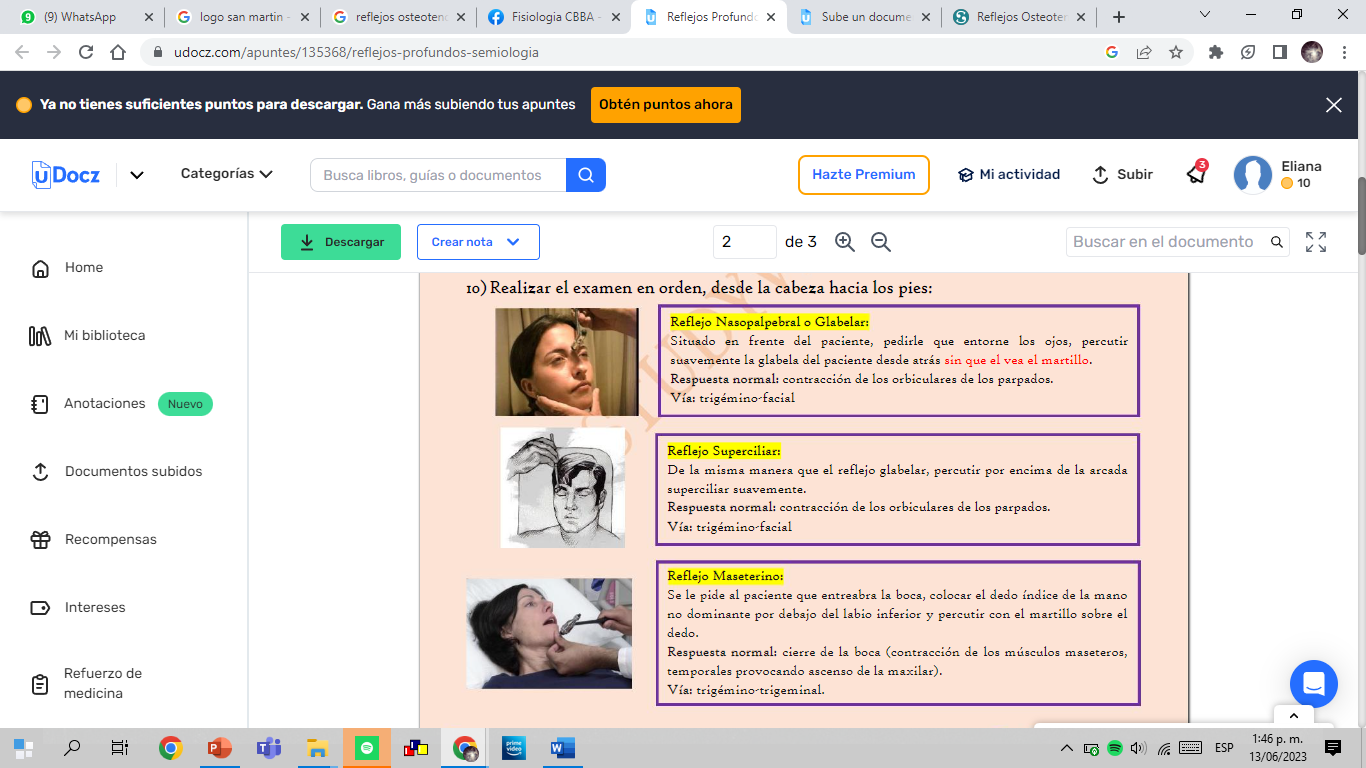 (9) WhatsApp
logo san martin -
reflejos osteotend
Fisiologia CBBA -
Reflejos Profundo
Sube un docume
Reflejos Osteoter
udocz.com/apuntes/135368/reflejos-profundos-semiologia
Ya no tienes suficientes puntos para descargar. Gana más subiendo tus apuntes
Obtén puntos ahora
uDocz
Categorías
Busca libros, guías o documentos
Hazte Premium
Mi actividad
Subir
3
Eliana
10
Descargar
Crear nota
2 de 3
Buscar en el documento
Home
Mi biblioteca
Anotaciones
Nuevo
Documentos subidos
Recompensas
Intereses
Refuerzo de
medicina
10) Realizar el examen en orden, desde la cabeza hacia los pies:
Reflejo Nasopalpebral o Glabelar:
Situado en frente del paciente, pedirle que entorne los ojos, percutir
suavemente la glabela del paciente desde atrás sin que el vea el martillo.
Respuesta normal: contracción de los orbiculares de los parpados.
Vía: trigémino-facial
Reflejo Superciliar:
De la misma manera que el reflejo glabelar, percutir por encima de la arcada
superciliar suavemente.
Respuesta normal: contracción de los orbiculares de los parpados.
Vía: trigémino-facial
Reflejo Maseterino:
Se le pide al paciente que entreabra la boca, colocar el dedo índice de la mano
no dominante por debajo del labio inferior y percutir con el martillo sobre el
dedo.
Respuesta normal: cierre de la boca (contracción de los músculos maseteros,
temporales provocando ascenso de la maxilar).
Vía: trigémino-trigeminal.
prime
video
ESP
1:46 p. m.
13/06/2023